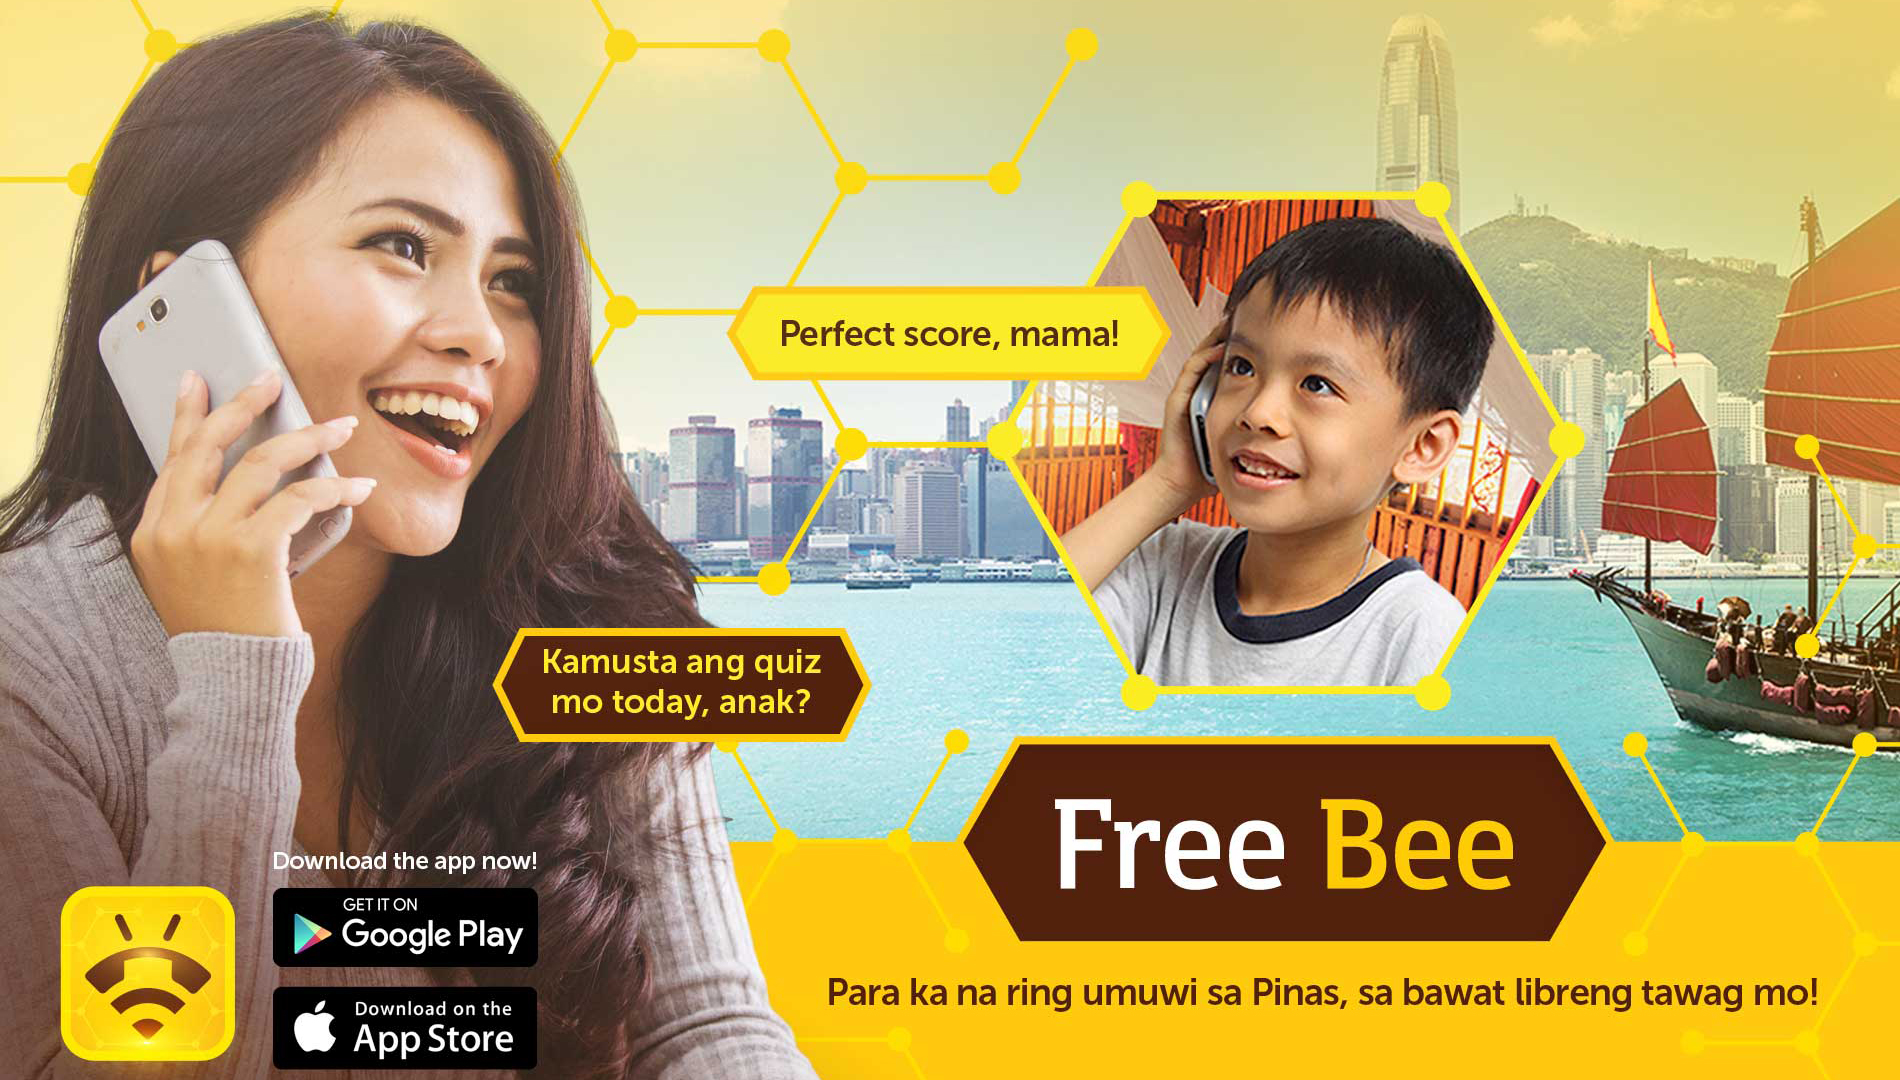 Perfect score, mama!
Kamusta ang quiz
mo today, anak?
Free Bee
Para ka na ring umuwi sa Pinas, sa bawat libreng tawag mo!
Download the app now!
GET IT ON
Google Play
Download on the
App Store